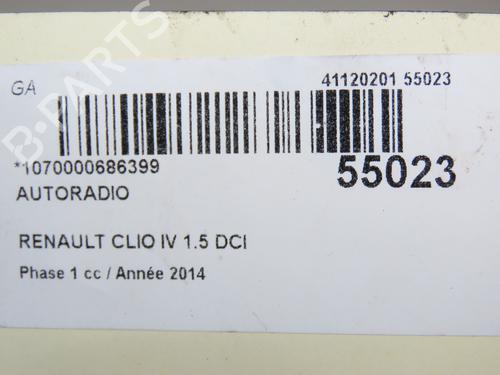 GA
41120201 55023
*1070000686399
55023
AUTORADIO
RENAULT CLIO IV 1.5 DCI
Phase 1 cc / Année 2014
B-PARTS